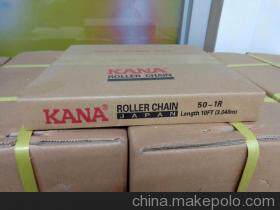 KANA®
ROLLER CHAIN
KANA®
ROLLER CHAIN 50-1R
JAPAN Length 10FT (3.048m)
china.makepolo.com